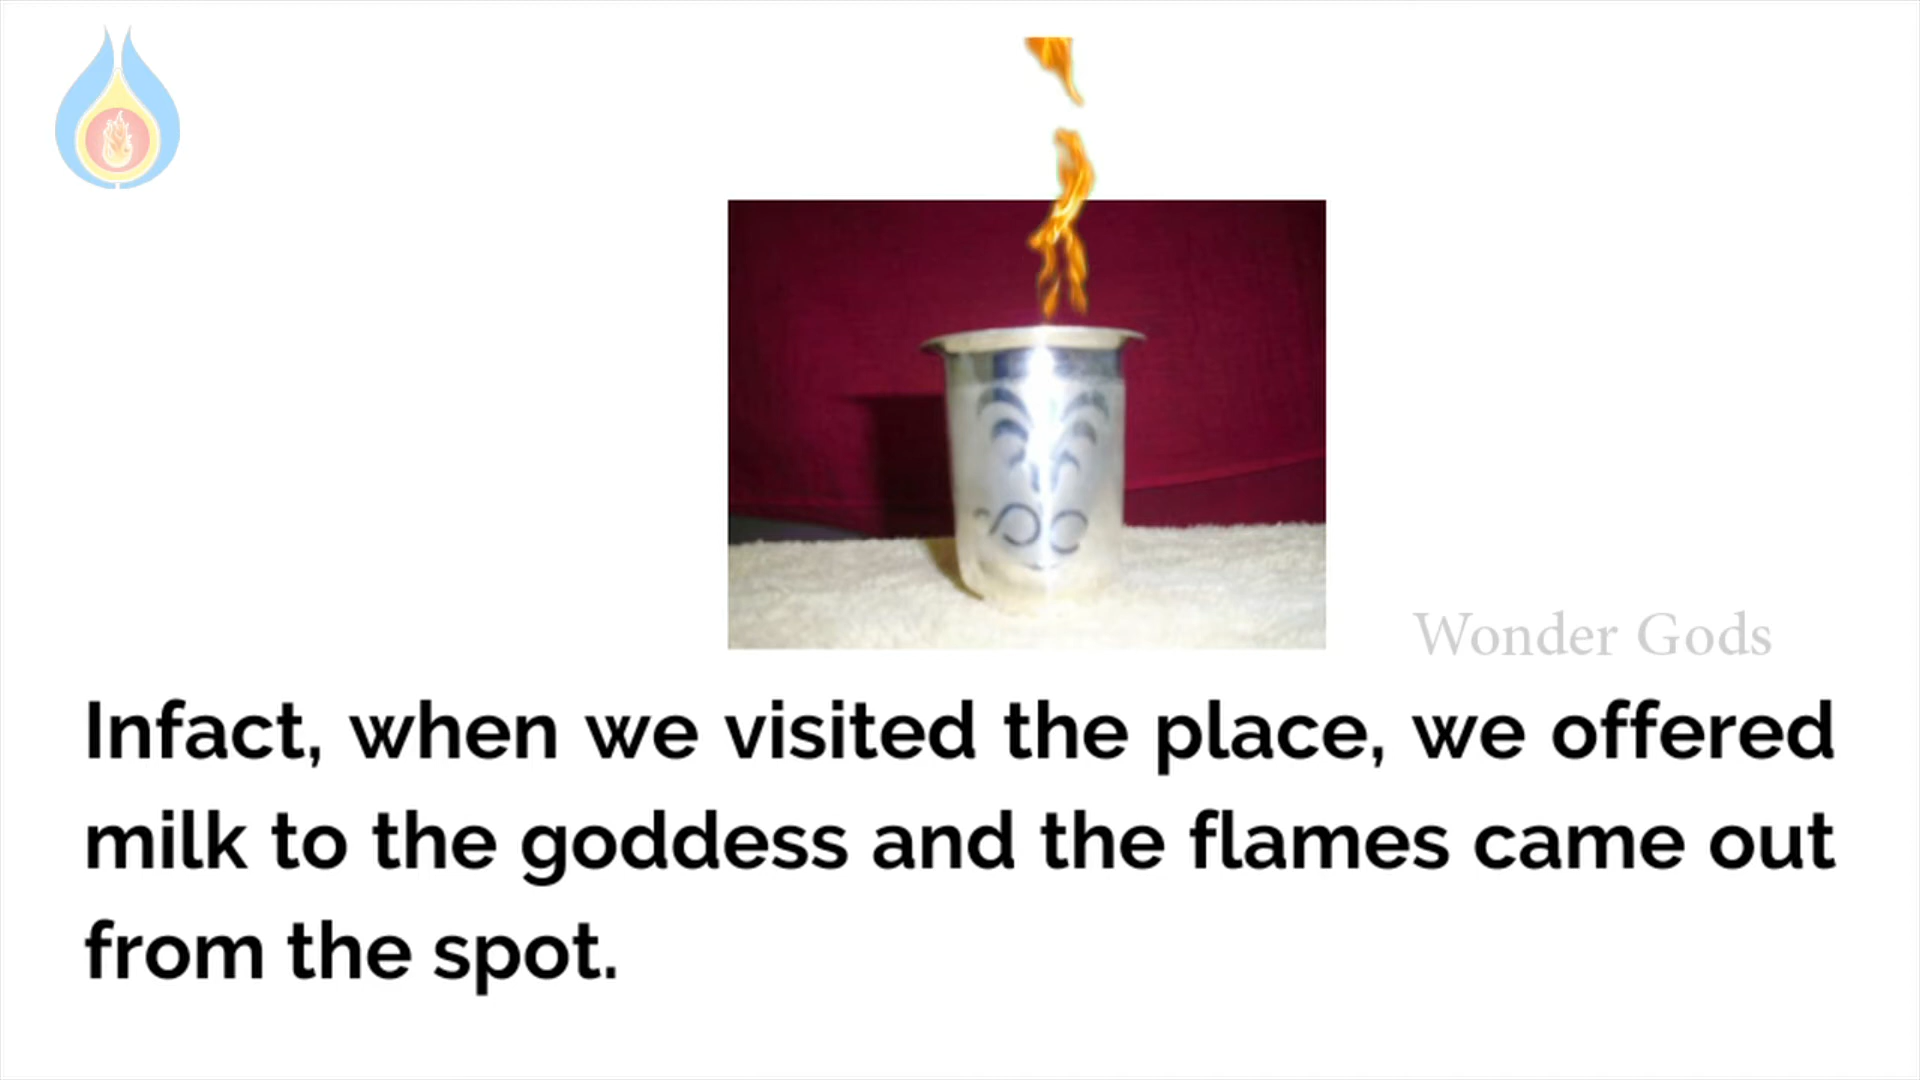 Wonder Gods
Infact, when we visited the place, we offered
milk to the goddess and the flames came out
from the spot.